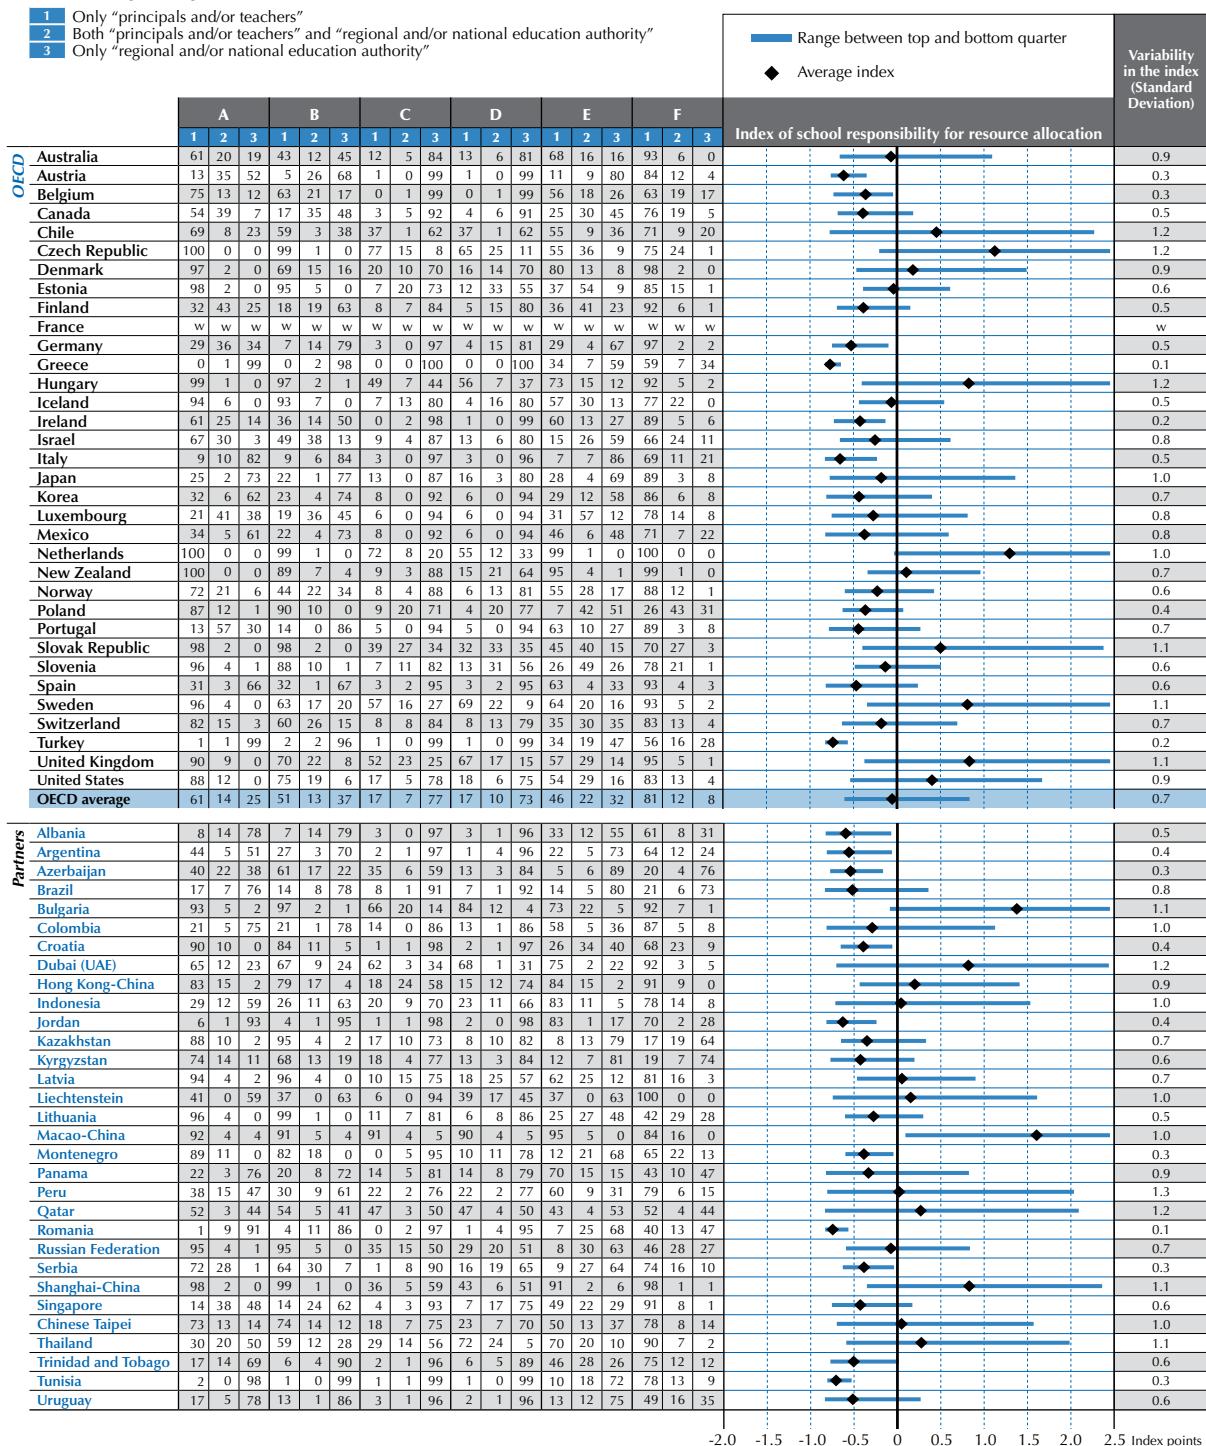 1 Only “principals and/or teachers”
2 Both “principals and/or teachers” and “regional and/or national education authority”
3 Only “regional and/or national education authority”
Range between top and bottom quarter
Average index
Variability in the index (Standard Deviation)
A B C D E F
1 2 3 1 2 3 1 2 3 1 2 3 1 2 3 1 2 3 Index of school responsibility for resource allocation
OECD
Australia 61 20 19 43 12 45 12 5 84 13 6 81 68 16 16 93 6 0 0.9
Austria 13 35 52 5 26 68 1 0 99 1 0 99 11 9 80 84 12 4 0.3
Belgium 75 13 12 63 21 17 0 1 99 0 1 99 56 18 26 63 19 17 0.3
Canada 54 39 7 17 35 48 3 5 92 4 6 91 25 30 45 76 19 5 0.5
Chile 69 8 23 59 3 38 37 1 62 37 1 62 55 9 36 71 9 20 1.2
Czech Republic 100 0 0 99 1 0 77 15 8 65 25 11 55 36 9 75 24 1 1.2
Denmark 97 2 0 69 15 16 20 10 70 16 14 70 80 13 8 98 2 0 0.9
Estonia 98 2 0 95 5 0 7 20 73 12 33 55 37 54 9 85 15 1 0.6
Finland 32 43 25 18 19 63 8 7 84 5 15 80 36 41 23 92 6 1 0.5
France w w w w w w w w w w w w w w w w w w w
Germany 29 36 34 7 14 79 3 0 97 4 15 81 29 4 67 97 2 2 0.5
Greece 0 1 99 0 2 98 0 0 100 0 0 100 34 7 59 59 7 34 0.1
Hungary 99 1 0 97 2 1 49 7 44 56 7 37 73 15 12 92 5 2 1.2
Iceland 94 6 0 93 7 0 7 13 80 4 16 80 57 30 13 77 22 0 0.5
Ireland 61 25 14 36 14 50 0 2 98 1 0 99 60 13 27 89 5 6 0.2
Israel 67 30 3 49 38 13 9 4 87 13 6 80 15 26 59 66 24 11 0.8
Italy 9 10 82 9 6 84 3 0 97 3 0 96 7 7 86 69 11 21 0.5
Japan 25 2 73 22 1 77 13 0 87 16 3 80 28 4 69 89 3 8 1.0
Korea 32 6 62 23 4 74 8 0 92 6 0 94 29 12 58 86 6 8 0.7
Luxembourg 21 41 38 19 36 45 6 0 94 6 0 94 31 57 12 78 14 8 0.8
Mexico 34 5 61 22 4 73 8 0 92 6 0 94 46 6 48 71 7 22 0.8
Netherlands 100 0 0 99 1 0 72 8 20 55 12 33 99 1 0 100 0 0 1.0
New Zealand 100 0 0 89 7 4 9 3 88 15 21 64 95 4 1 99 1 0 0.7
Norway 72 21 6 44 22 34 8 4 88 6 13 81 55 28 17 88 12 1 0.6
Poland 87 12 1 90 10 0 9 20 71 4 20 77 7 42 51 26 43 31 0.4
Portugal 13 57 30 14 0 86 5 0 94 5 0 94 63 10 27 89 3 8 0.7
Slovak Republic 98 2 0 98 2 0 39 27 34 32 33 35 45 40 15 70 27 3 1.1
Slovenia 96 4 1 88 10 1 7 11 82 13 31 56 26 49 26 78 21 1 0.6
Spain 31 3 66 32 1 67 3 2 95 3 2 95 63 4 33 93 4 3 0.6
Sweden 96 4 0 63 17 20 57 16 27 69 22 9 64 20 16 93 5 2 1.1
Switzerland 82 15 3 60 26 15 8 8 84 8 13 79 35 30 35 83 13 4 0.7
Turkey 1 1 99 2 2 96 1 0 99 1 0 99 34 19 47 56 16 28 0.2
United Kingdom 90 9 0 70 22 8 52 23 25 67 17 15 57 29 14 95 5 1 1.1
United States 88 12 0 75 19 6 17 5 78 18 6 75 54 29 16 83 13 4 0.9
OECD average 61 14 25 51 13 37 17 7 77 17 10 73 46 22 32 81 12 8 0.7
Partners
Albania 8 14 78 7 14 79 3 0 97 3 1 96 33 12 55 61 8 31 0.5
Argentina 44 5 51 27 3 70 2 1 97 1 4 96 22 5 73 64 12 24 0.4
Azerbaijan 40 22 38 61 17 22 35 6 59 13 3 84 5 6 89 20 4 76 0.3
Brazil 17 7 76 14 8 78 8 1 91 7 1 92 14 5 80 21 6 73 0.8
Bulgaria 93 5 2 97 2 1 66 20 14 84 12 4 73 22 5 92 7 1 1.1
Colombia 21 5 75 21 1 78 14 0 86 13 1 86 58 5 36 87 5 8 1.0
Croatia 90 10 0 84 11 5 1 1 98 2 1 97 26 34 40 68 23 9 0.4
Dubai (UAE) 65 12 23 67 9 24 62 3 34 68 1 31 75 2 22 92 3 5 1.2
Hong Kong-China 83 15 2 79 17 4 18 24 58 15 12 74 84 15 2 91 9 0 0.9
Indonesia 29 12 59 26 11 63 20 9 70 23 11 66 83 11 5 78 14 8 1.0
Jordan 6 1 93 4 1 95 1 1 98 2 0 98 83 1 17 70 2 28 0.4
Kazakhstan 88 10 2 95 4 2 17 10 73 8 10 82 8 13 79 17 19 64 0.7
Kyrgyzstan 74 14 11 68 13 19 18 4 77 13 3 84 12 7 81 19 7 74 0.6
Latvia 94 4 2 96 4 0 10 15 75 18 25 57 62 25 12 81 16 3 0.7
Liechtenstein 41 0 59 37 0 63 6 0 94 39 17 45 37 0 63 100 0 0 1.0
Lithuania 96 4 0 99 1 0 11 7 81 6 8 86 25 27 48 42 29 28 0.5
Macao-China 92 4 4 91 5 4 91 4 5 90 4 5 95 5 0 84 16 0 1.0
Montenegro 89 11 0 82 18 0 0 5 95 10 11 78 12 21 68 65 22 13 0.3
Panama 22 3 76 20 8 72 14 5 81 14 8 79 70 15 15 43 10 47 0.9
Peru 38 15 47 30 9 61 22 2 76 22 2 77 60 9 31 79 6 15 1.3
Qatar 52 3 44 54 5 41 47 3 50 47 4 50 43 4 53 52 4 44 1.2
Romania 1 9 91 4 11 86 0 2 97 1 4 95 7 25 68 40 13 47 0.1
Russian Federation 95 4 1 95 5 0 35 15 50 29 20 51 8 30 63 46 28 27 0.7
Serbia 72 28 1 64 30 7 1 8 90 16 19 65 9 27 64 74 16 10 0.3
Shanghai-China 98 2 0 99 1 0 36 5 59 43 6 51 91 2 6 98 1 1 1.1
Singapore 14 38 48 14 24 62 4 3 93 7 17 75 49 22 29 91 8 1 0.6
Chinese Taipei 73 13 14 74 14 12 18 7 75 23 7 70 50 13 37 78 8 14 1.0
Thailand 30 20 50 59 12 28 29 14 56 72 24 5 70 20 10 90 7 2 1.1
Trinidad and Tobago 17 14 69 6 4 90 2 1 96 6 5 89 46 28 26 75 12 12 0.6
Tunisia 2 0 98 1 0 99 1 1 99 1 0 99 10 18 72 78 13 9 0.3
Uruguay 17 5 78 13 1 86 3 1 96 2 1 96 13 12 75 49 16 35 0.6
-2.0 -1.5 -1.0 -0.5 0 0.5 1.0 1.5 2.0 2.5 Index points